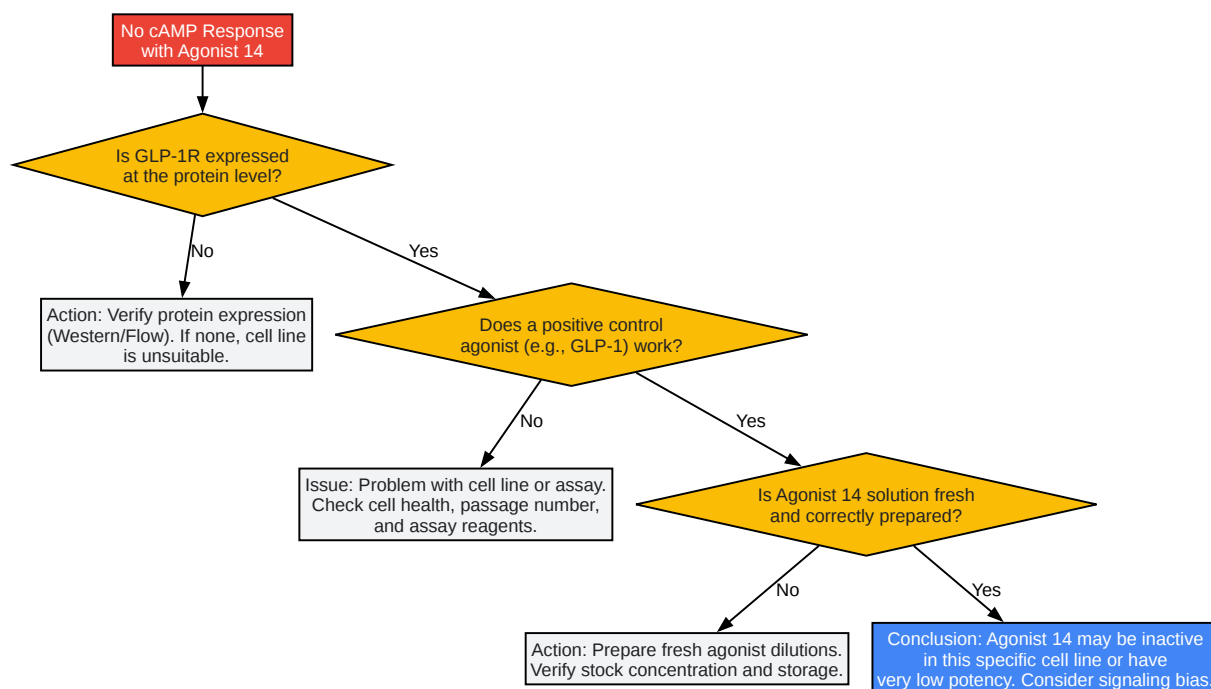 No cAMP Response
with Agonist 14
Is GLP-1R expressed
at the protein level?
No
Yes
Action: Verify protein expression
(Western/Flow). If none, cell line
is unsuitable.
Does a positive control
agonist (e.g., GLP-1) work?
No
Yes
Issue: Problem with cell line or assay.
Check cell health, passage number,
and assay reagents.
Is Agonist 14 solution fresh
and correctly prepared?
No
Yes
Action: Prepare fresh agonist dilutions.
Verify stock concentration and storage.
Conclusion: Agonist 14 may be inactive
in this specific cell line or have
very low potency. Consider signaling bias.